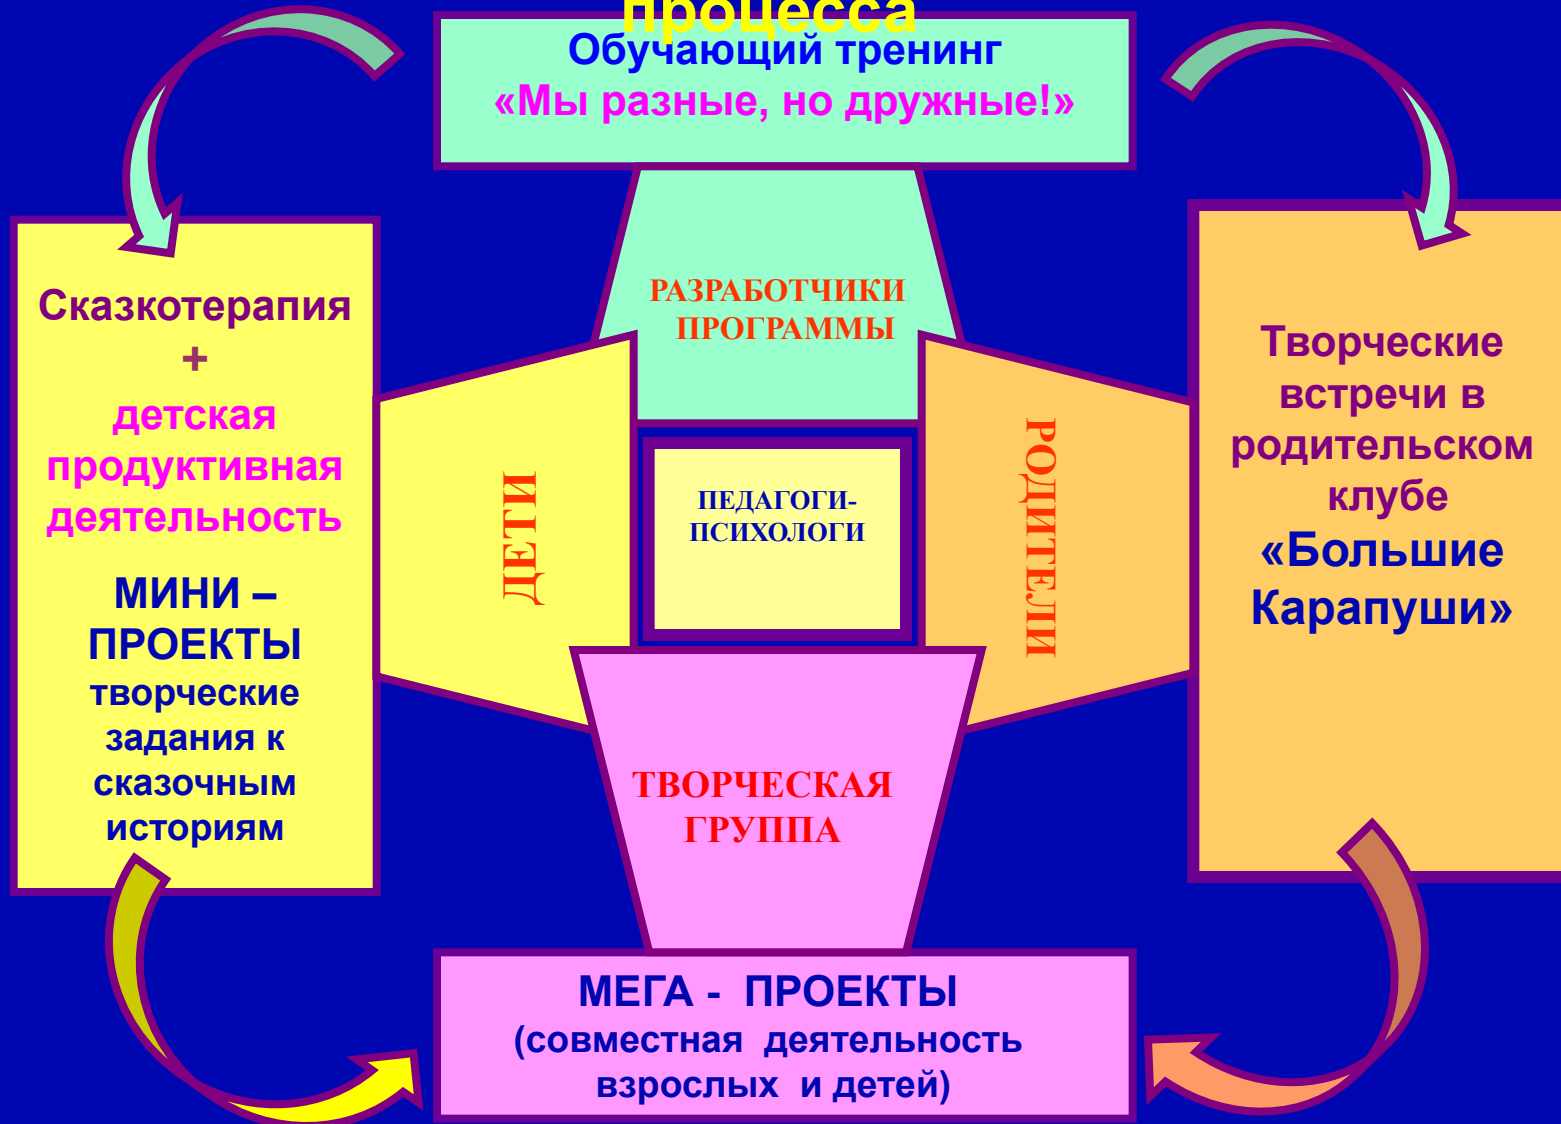 процесса
Обучающий тренинг
«Мы разные, но дружные!»
РАЗРАБОТЧИКИ
ПРОГРАММЫ
Сказкотерапия
+
детская
продуктивная
деятельность
МИНИ –
ПРОЕКТЫ
творческие
задания к
сказочным
историям
ДЕТИ
ПЕДАГОГИ-
ПСИХОЛОГИ
РОДИТЕЛИ
Творческие
встречи в
родительском
клубе
«Большие
Карапуши»
ТВОРЧЕСКАЯ
ГРУППА
МЕГА - ПРОЕКТЫ
(совместная деятельность
взрослых и детей)